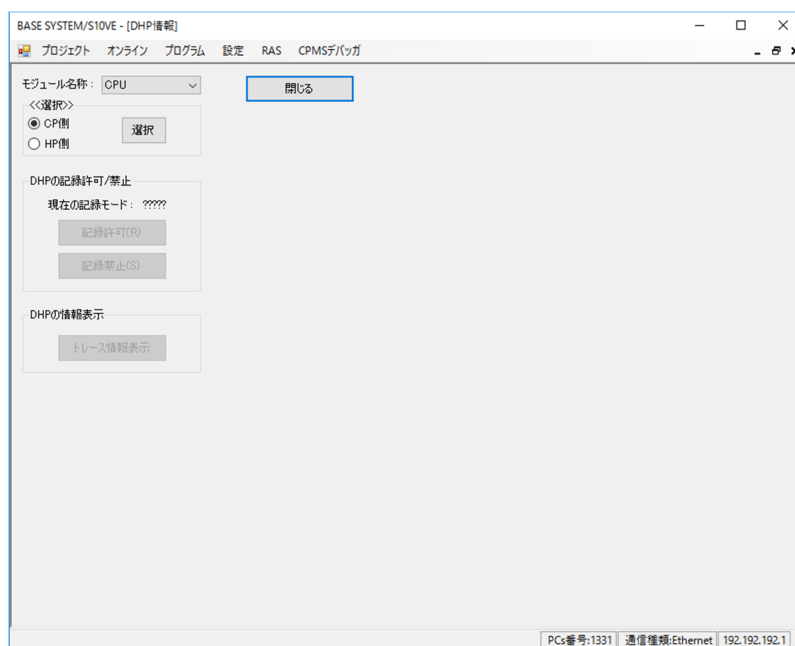 BASE SYSTEM/S10VE - [DHP情報]
プロジェクト オンライン プログラム 設定 RAS CPMSデバッガ
モジュール名称： CPU
閉じる
<<選択>>
CP側
選択
HP側
DHPの記録許可/禁止
現在の記録モード： ?????
記録許可(R)
記録禁止(S)
DHPの情報表示
トレース情報表示
PCs番号:1331 通信種類:Ethernet 192.192.192.1